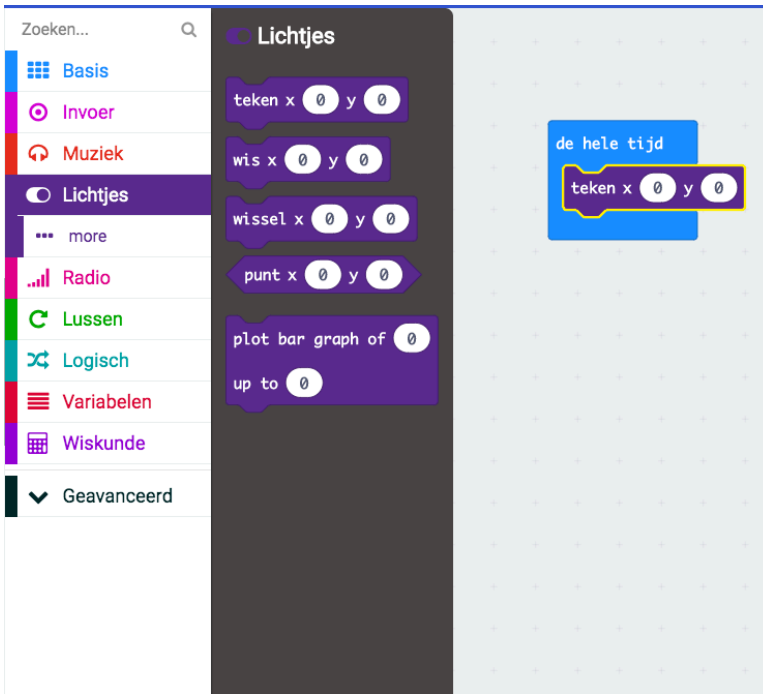 Zoeken...
Basis
Invoer
Muziek
Lichtjes
more
Radio
Lussen
Logisch
Variabelen
Wiskunde
Geavanceerd
Lichtjes
teken x 0 y 0
wis x 0 y 0
wissel x 0 y 0
punt x 0 y 0
plot bar graph of 0
up to 0
de hele tijd
teken x 0 y 0